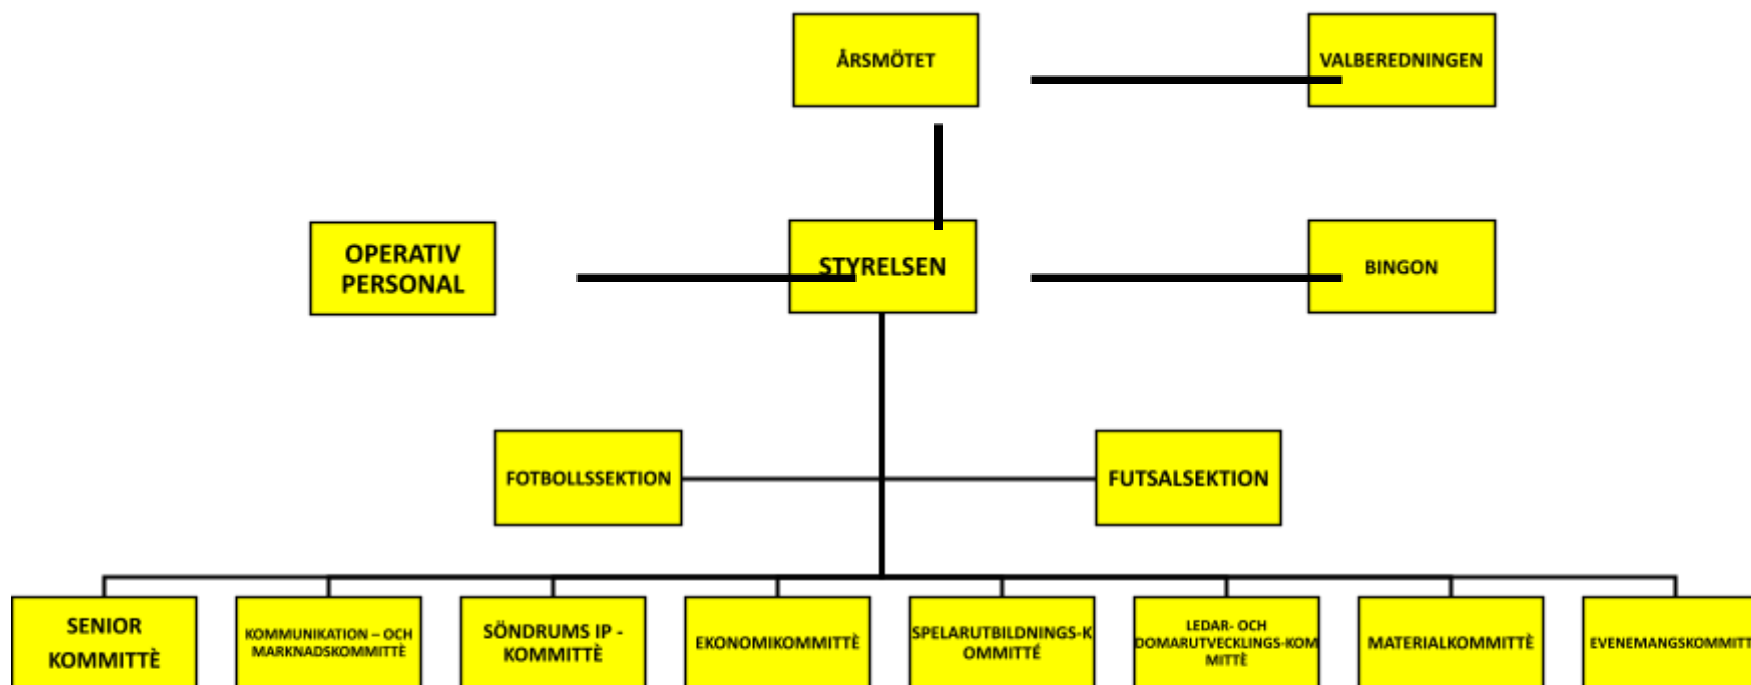 ÅRSMÖTET
VALBEREDNINGEN
OPERATIV
PERSONAL
STYRELSEN
BINGON
FOTBOLLSSEKTION
FUTSALSEKTION
SENIOR
KOMMITTÈ
KOMMUNIKATION – OCH
MARKNADSKOMMITTÈ
SÖNDRUMS IP -
KOMMITTÈ
EKONOMIKOMMITTÈ
SPELARUTBILDNINGS-K
OMMITTÉ
LEDAR- OCH
DOMARUTVECKLINGS-KOM
MITTÈ
MATERIALKOMMITTÈ
EVENEMANGSKOMMITT